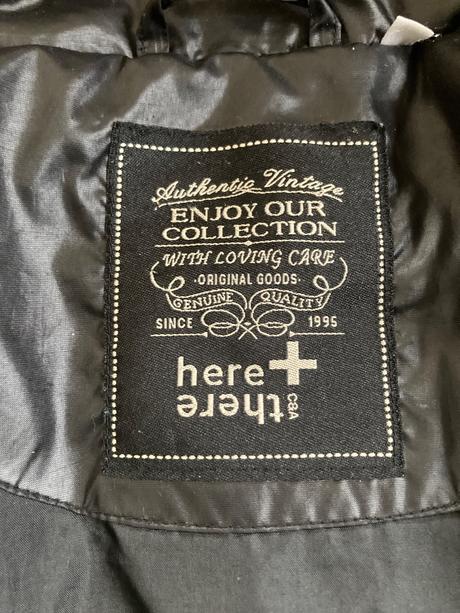 Authentic Vintage
ENJOY OUR
COLLECTION
WITH LOVING CARE
·ORIGINAL GOODS·
GENUINE QUALITY
SINCE 1995
here+
there C&A